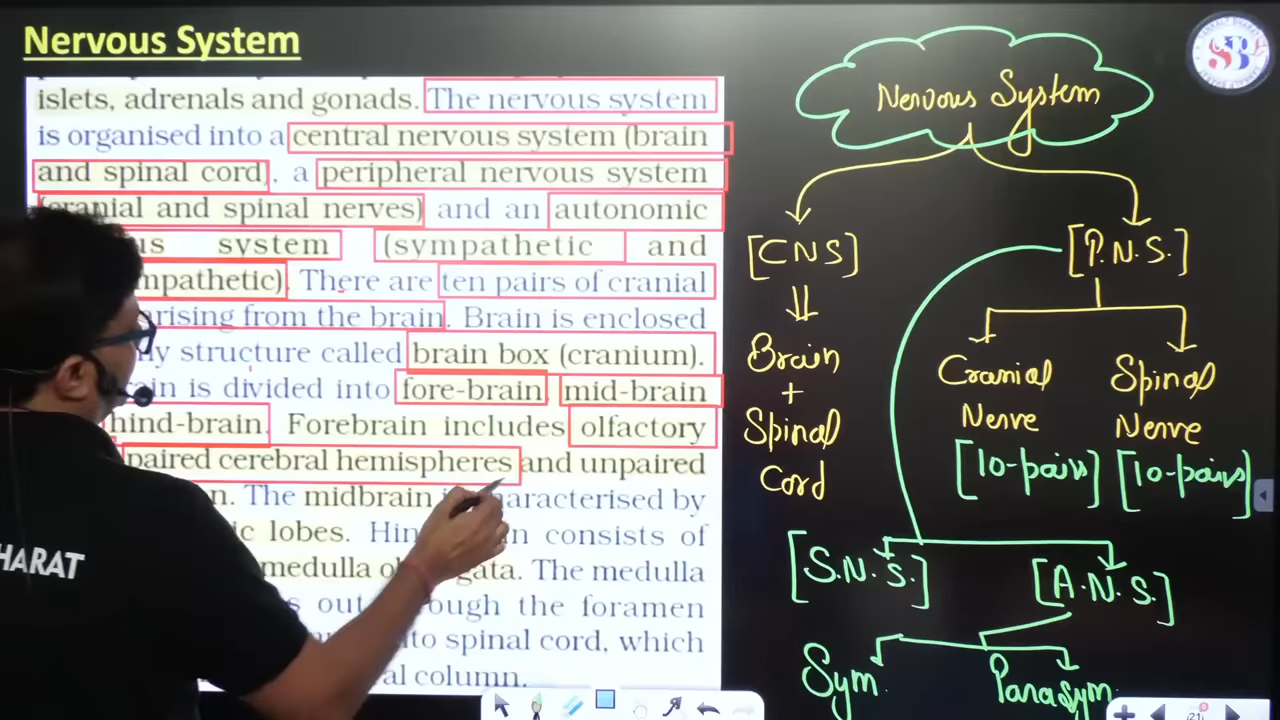 Nervous System
islets, adrenals and gonads. The nervous system
is organised into a central nervous system (brain
and spinal cord), a peripheral nervous system
(cranial and spinal nerves) and an autonomic
system (sympathetic and
There are ten pairs of cranial
arising from the brain. Brain is enclosed
structure called brain box (cranium).
is divided into fore-brain, mid-brain
hind-brain. Forebrain includes olfactory
paired cerebral hemispheres and unpaired
The midbrain is characterised by
lobes. consists of
medulla The medulla
out through the foramen
spinal cord, which
column.
HARAT
Nervous System
[CNS]
Brain
+
Spinal
Cord
[P.N.S.]
Cranial
Nerve
[10-pairs]
Spinal
Nerve
[10-pairs]
[S.N.S.]
[A.N.S.]
Sym.
Parasym.
21